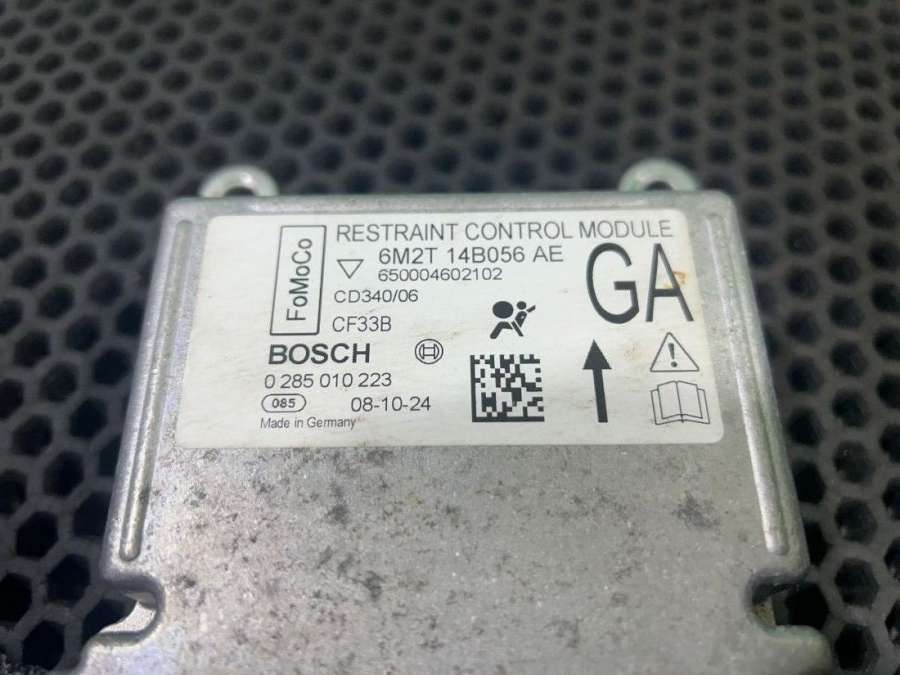 RESTRAINT CONTROL MODULE
FoMoCo
6M2T 14B056 AE
650004602102
GA
CD340/06
CF33B
BOSCH
0 285 010 223
085 08-10-24
Made in Germany